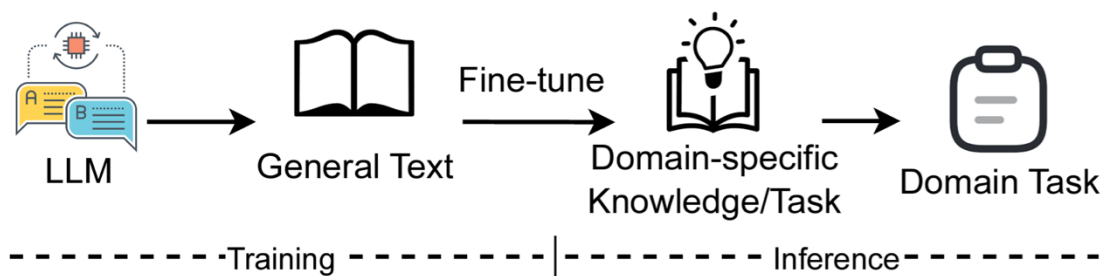 A
B
LLM
General Text
Fine-tune
Domain-specific
Knowledge/Task
Domain Task
Training
Inference